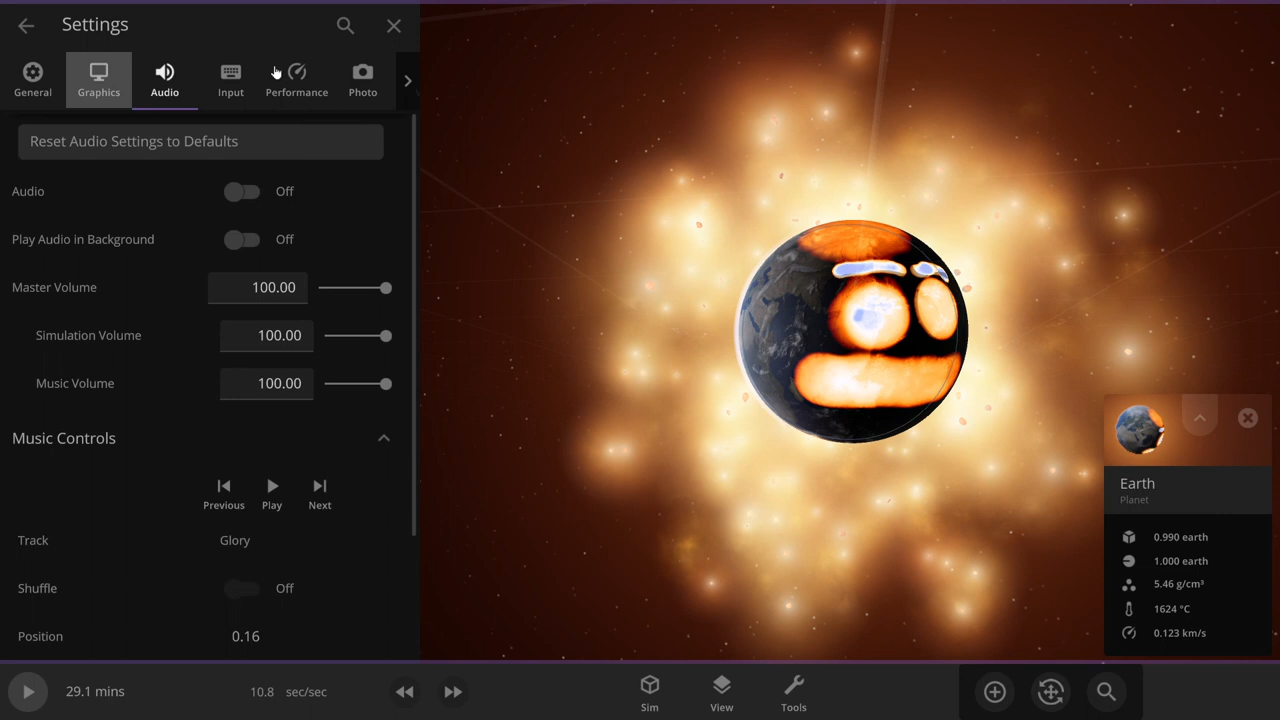 Settings
General
Graphics
Audio
Input
Performance
Photo
Reset Audio Settings to Defaults
Audio Off
Play Audio in Background Off
Master Volume 100.00
Simulation Volume 100.00
Music Volume 100.00
Music Controls
Previous Play Next
Track Glory
Shuffle Off
Position 0.16
Earth
Planet
0.990 earth
1.000 earth
5.46 g/cm³
1624 °C
0.123 km/s
29.1 mins
10.8 sec/sec
Sim
View
Tools